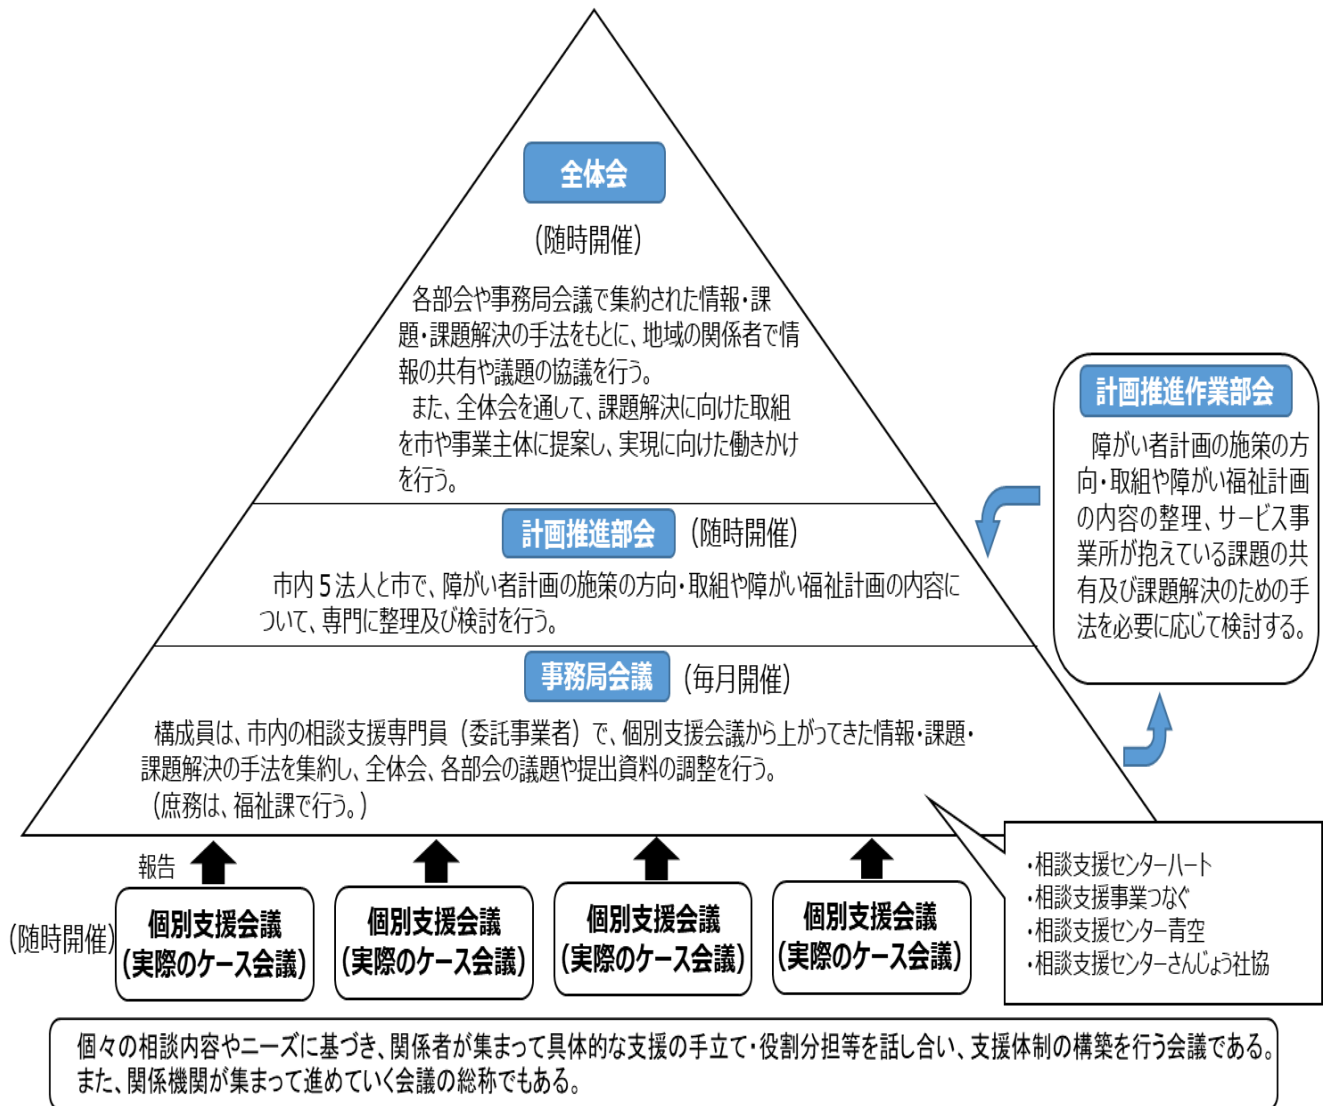 全体会
(随時開催)
各部会や事務局会議で集約された情報・課
題・課題解決の手法をもとに、地域の関係者で情
報の共有や議題の協議を行う。
また、全体会を通して、課題解決に向けた取組
を市や事業主体に提案し、実現に向けた働きかけ
を行う。
計画推進部会 (随時開催)
市内5法人と市で、障がい者計画の施策の方向・取組や障がい福祉計画の内容に
ついて、専門に整理及び検討を行う。
事務局会議 (毎月開催)
構成員は、市内の相談支援専門員（委託事業者）で、個別支援会議から上がってきた情報・課題・
課題解決の手法を集約し、全体会、各部会の議題や提出資料の調整を行う。
(庶務は、福祉課で行う。)
計画推進作業部会
障がい者計画の施策の方
向・取組や障がい福祉計画
の内容の整理、サービス事
業所が抱えている課題の共
有及び課題解決のための手
法を必要に応じて検討する。
・相談支援センターハート
・相談支援事業つなぐ
・相談支援センター青空
・相談支援センターさんじょう社協
報告
(随時開催)
個別支援会議
(実際のケース会議)
個別支援会議
(実際のケース会議)
個別支援会議
(実際のケース会議)
個別支援会議
(実際のケース会議)
個々の相談内容やニーズに基づき、関係者が集まって具体的な支援の手立て・役割分担等を話し合い、支援体制の構築を行う会議である。
また、関係機関が集まって進めていく会議の総称でもある。